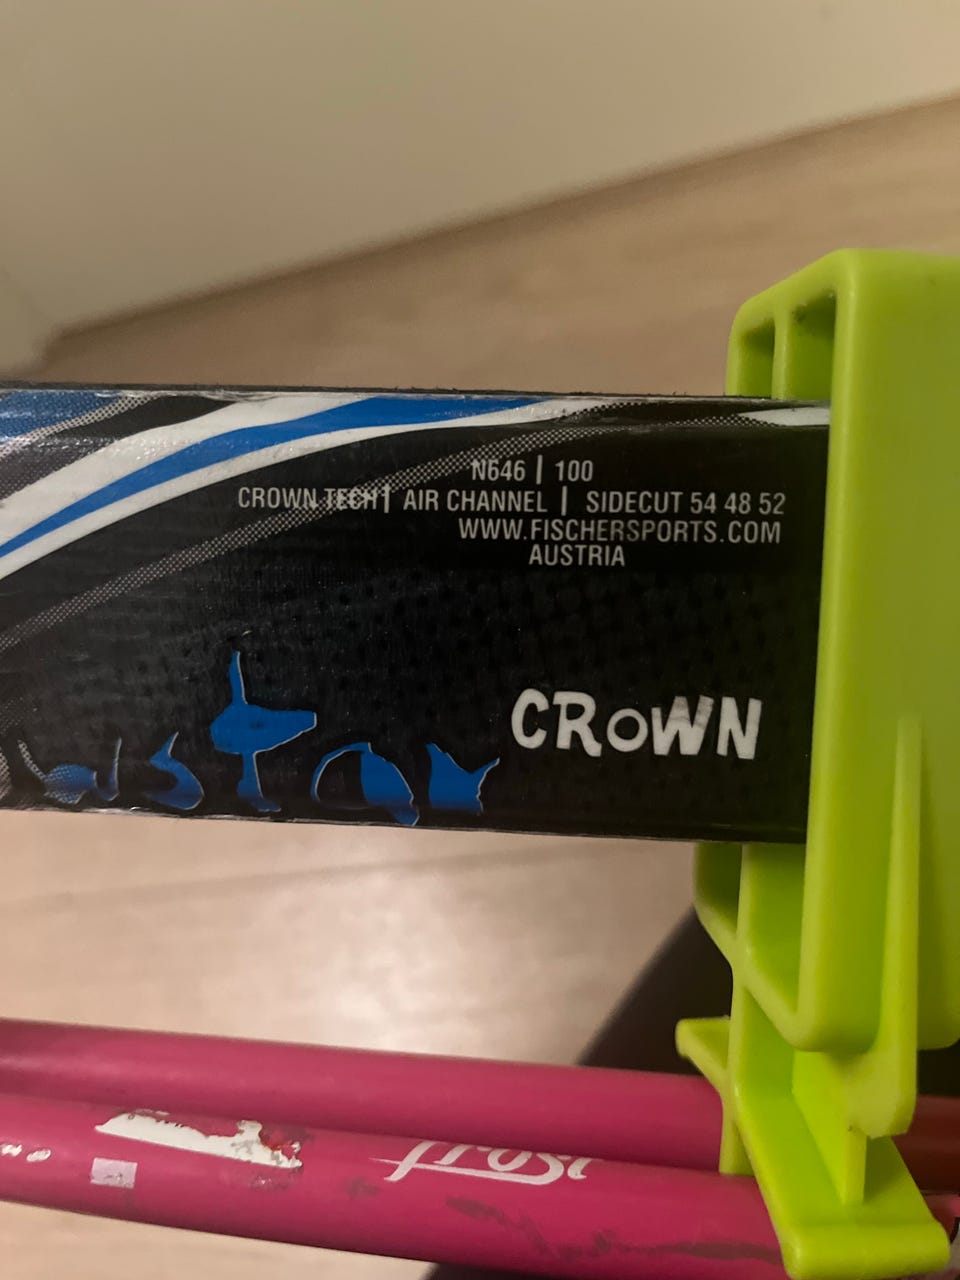 N646 | 100
CROWN TECH | AIR CHANNEL | SIDECUT 54 48 52
WWW.FISCHERSPORTS.COM
AUSTRIA
CROWN